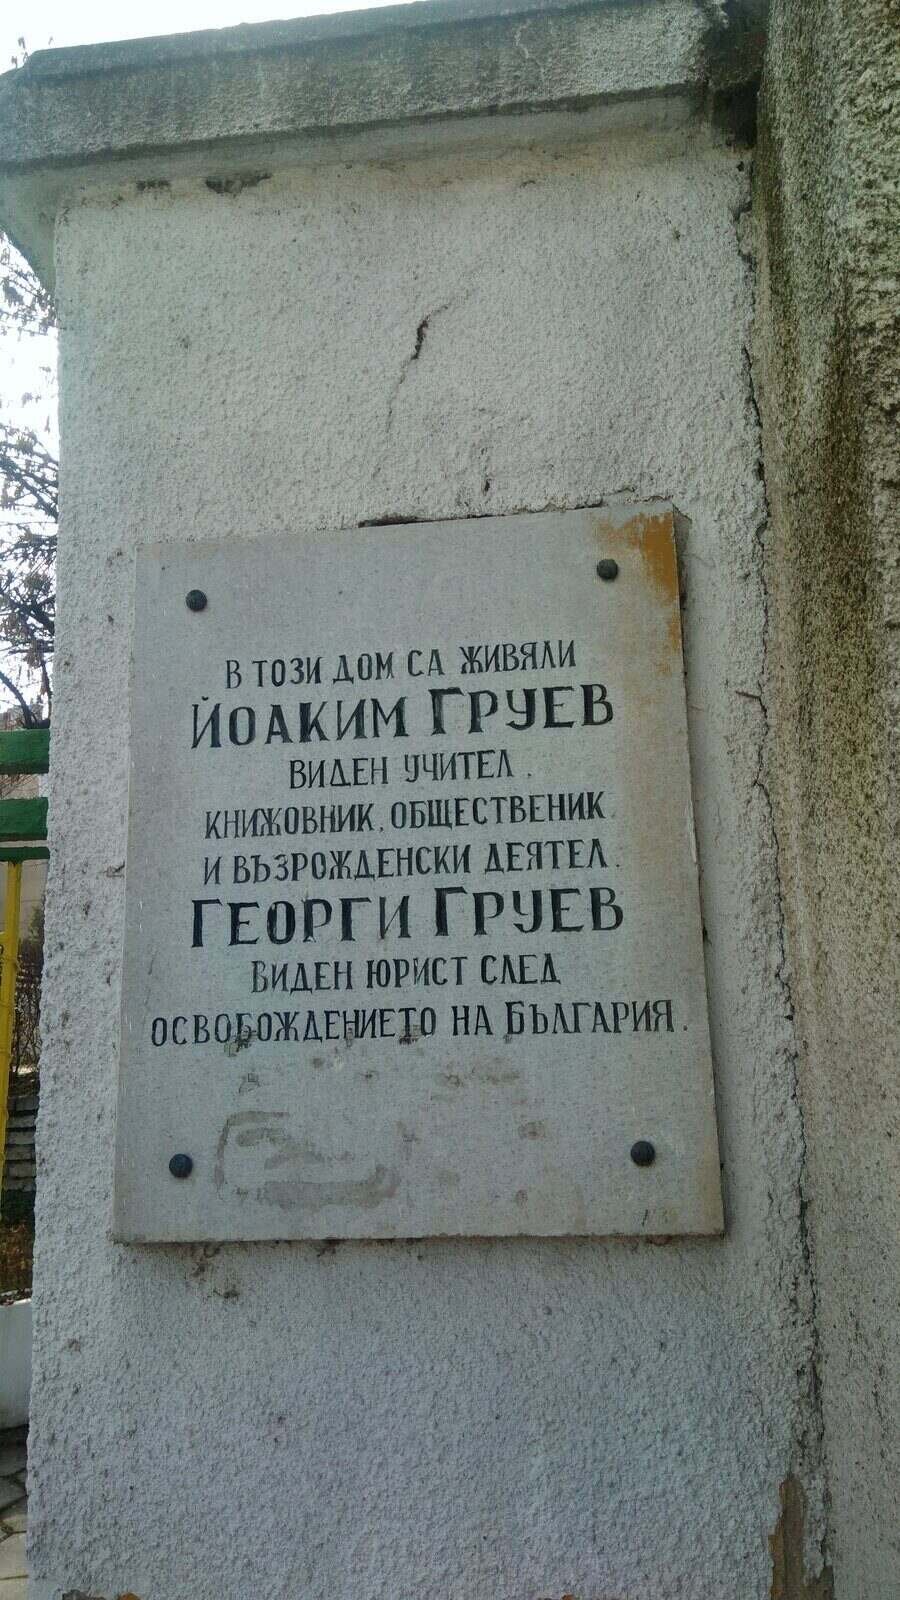 В ТОЗИ ДОМ СА ЖИВЯЛИ
ЙОАКИМ ГРУЕВ
ВИДЕН УЧИТЕЛ,
КНИЖОВНИК, ОБЩЕСТВЕНИК
И ВЪЗРОЖДЕНСКИ ДЕЯТЕЛ.
ГЕОРГИ ГРУЕВ
ВИДЕН ЮРИСТ СЛЕД
ОСВОБОЖДЕНИЕТО НА БЪЛГАРИЯ.